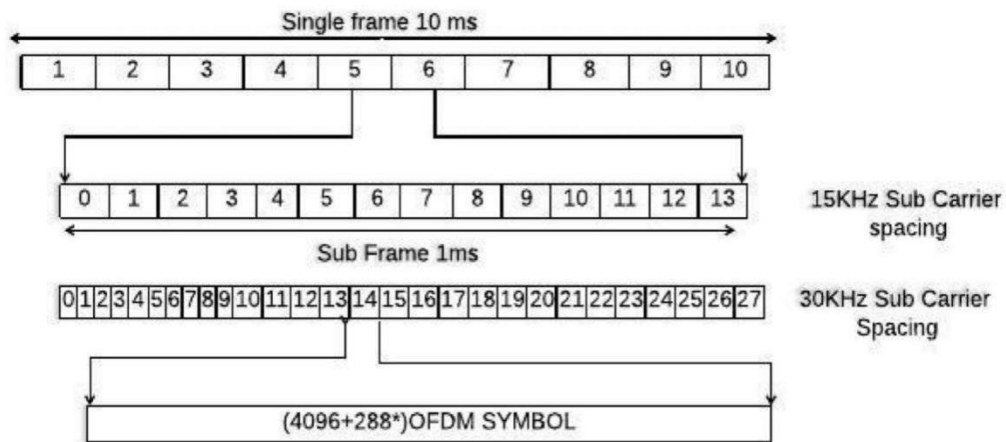 Single frame 10 ms
1 2 3 4 5 6 7 8 9 10
0 1 2 3 4 5 6 7 8 9 10 11 12 13
15KHz Sub Carrier
spacing
Sub Frame 1ms
0 1 2 3 4 5 6 7 8 9 10 11 12 13 14 15 16 17 18 19 20 21 22 23 24 25 26 27
30KHz Sub Carrier
Spacing
(4096+288*)OFDM SYMBOL